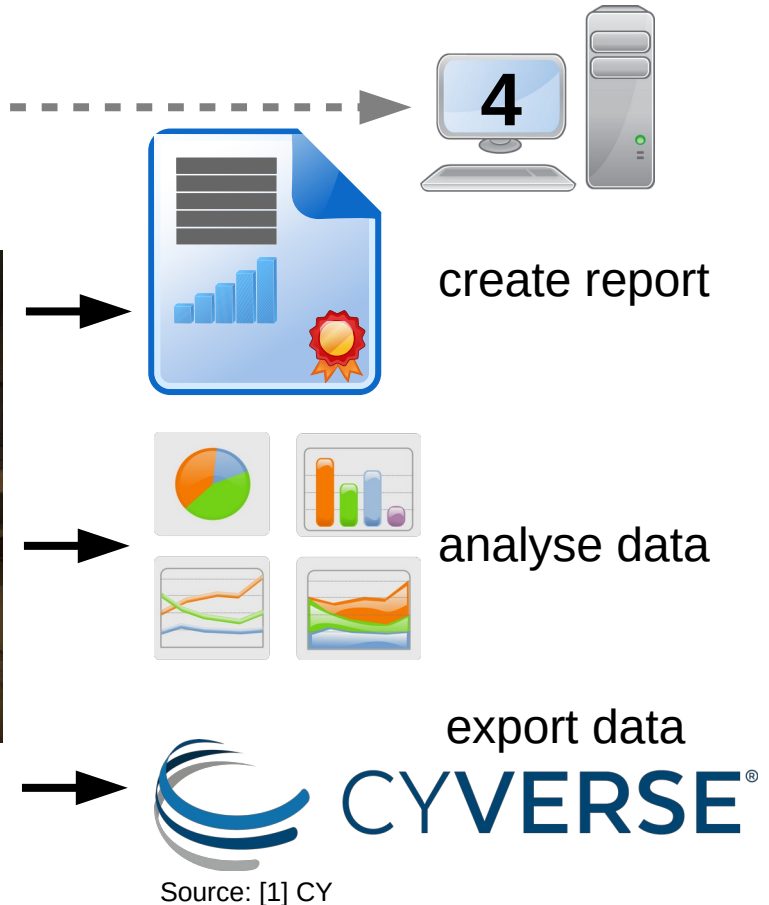 4
create report
analyse data
export data
CYVERSE®
Source: [1] CY